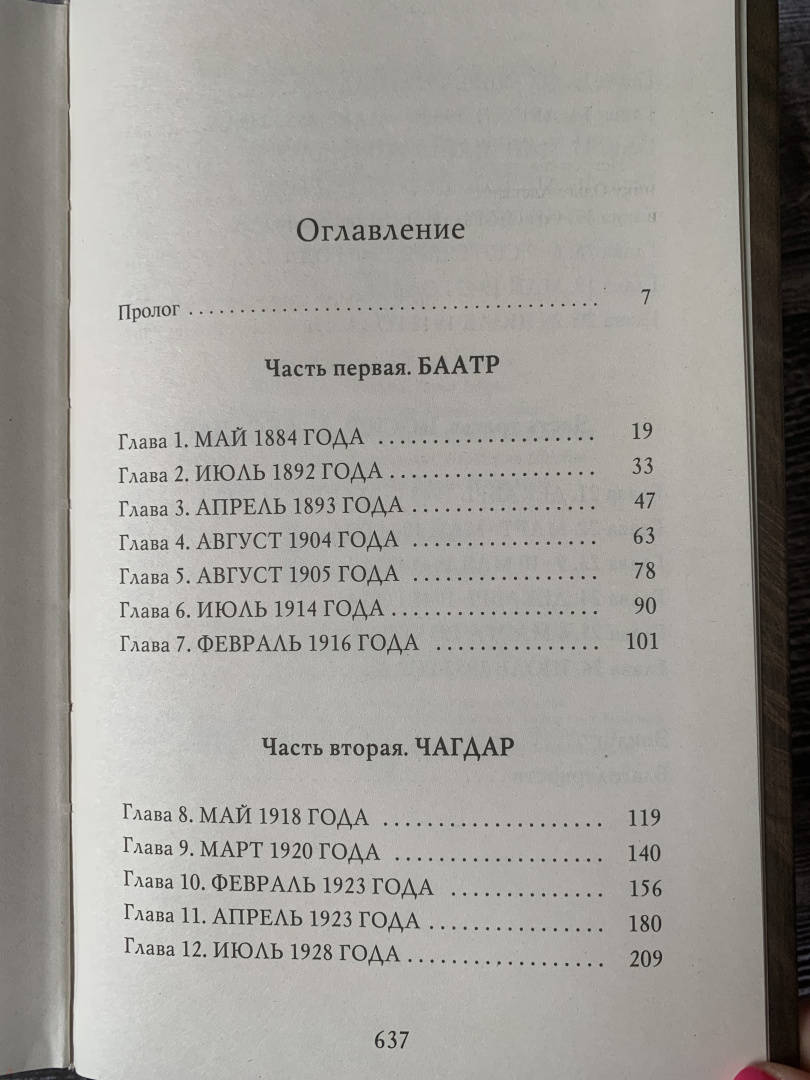 Оглавление
Пролог ........................................ 7
Часть первая. БААТР
Глава 1. МАЙ 1884 ГОДА .................... 19
Глава 2. ИЮЛЬ 1892 ГОДА ................... 33
Глава 3. АПРЕЛЬ 1893 ГОДА ................. 47
Глава 4. АВГУСТ 1904 ГОДА ................. 63
Глава 5. АВГУСТ 1905 ГОДА ................. 78
Глава 6. ИЮЛЬ 1914 ГОДА ................... 90
Глава 7. ФЕВРАЛЬ 1916 ГОДА ............... 101
Часть вторая. ЧАГДАР
Глава 8. МАЙ 1918 ГОДА .................... 119
Глава 9. МАРТ 1920 ГОДА ................... 140
Глава 10. ФЕВРАЛЬ 1923 ГОДА .............. 156
Глава 11. АПРЕЛЬ 1923 ГОДА ................ 180
Глава 12. ИЮЛЬ 1928 ГОДА .................. 209
637